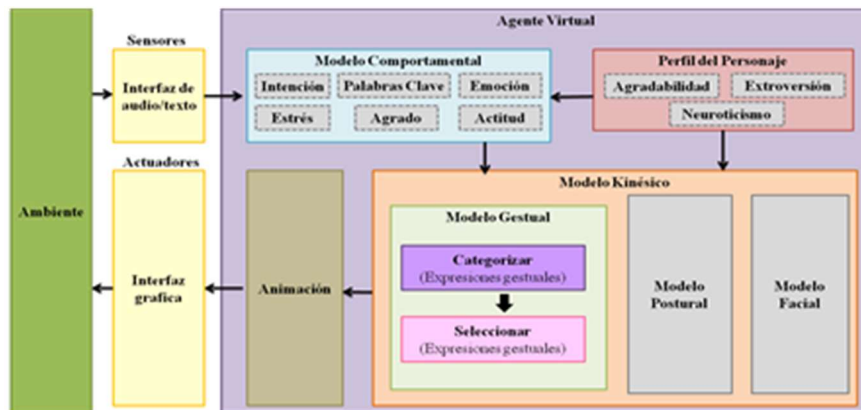 Agente Virtual
Sensores
Modelo Comportamental
Perfil del Personaje
Interfaz de
audio/texto
Intención
Palabras Clave
Emoción
Estrés
Agrado
Actitud
Agradabilidad
Extroversión
Neuroticismo
Actuadores
Ambiente
Interfaz
grafica
Animación
Modelo Kinésico
Modelo Gestual
Categorizar
(Expresiones gestuales)
Seleccionar
(Expresiones gestuales)
Modelo
Postural
Modelo
Facial